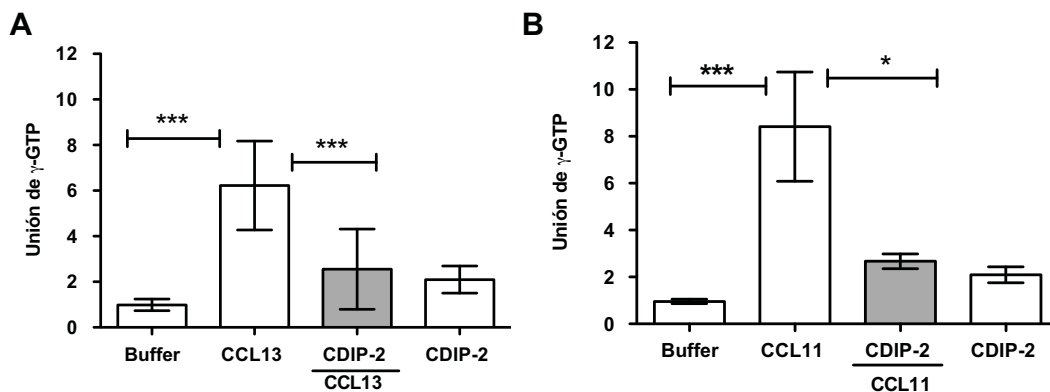 A
Unión de γ-GTP
12
10
8
6
4
2
0
***
***
Buffer
CCL13
CDIP-2
CCL13
CDIP-2
B
Unión de γ-GTP
12
10
8
6
4
2
0
***
*
Buffer
CCL11
CDIP-2
CCL11
CDIP-2